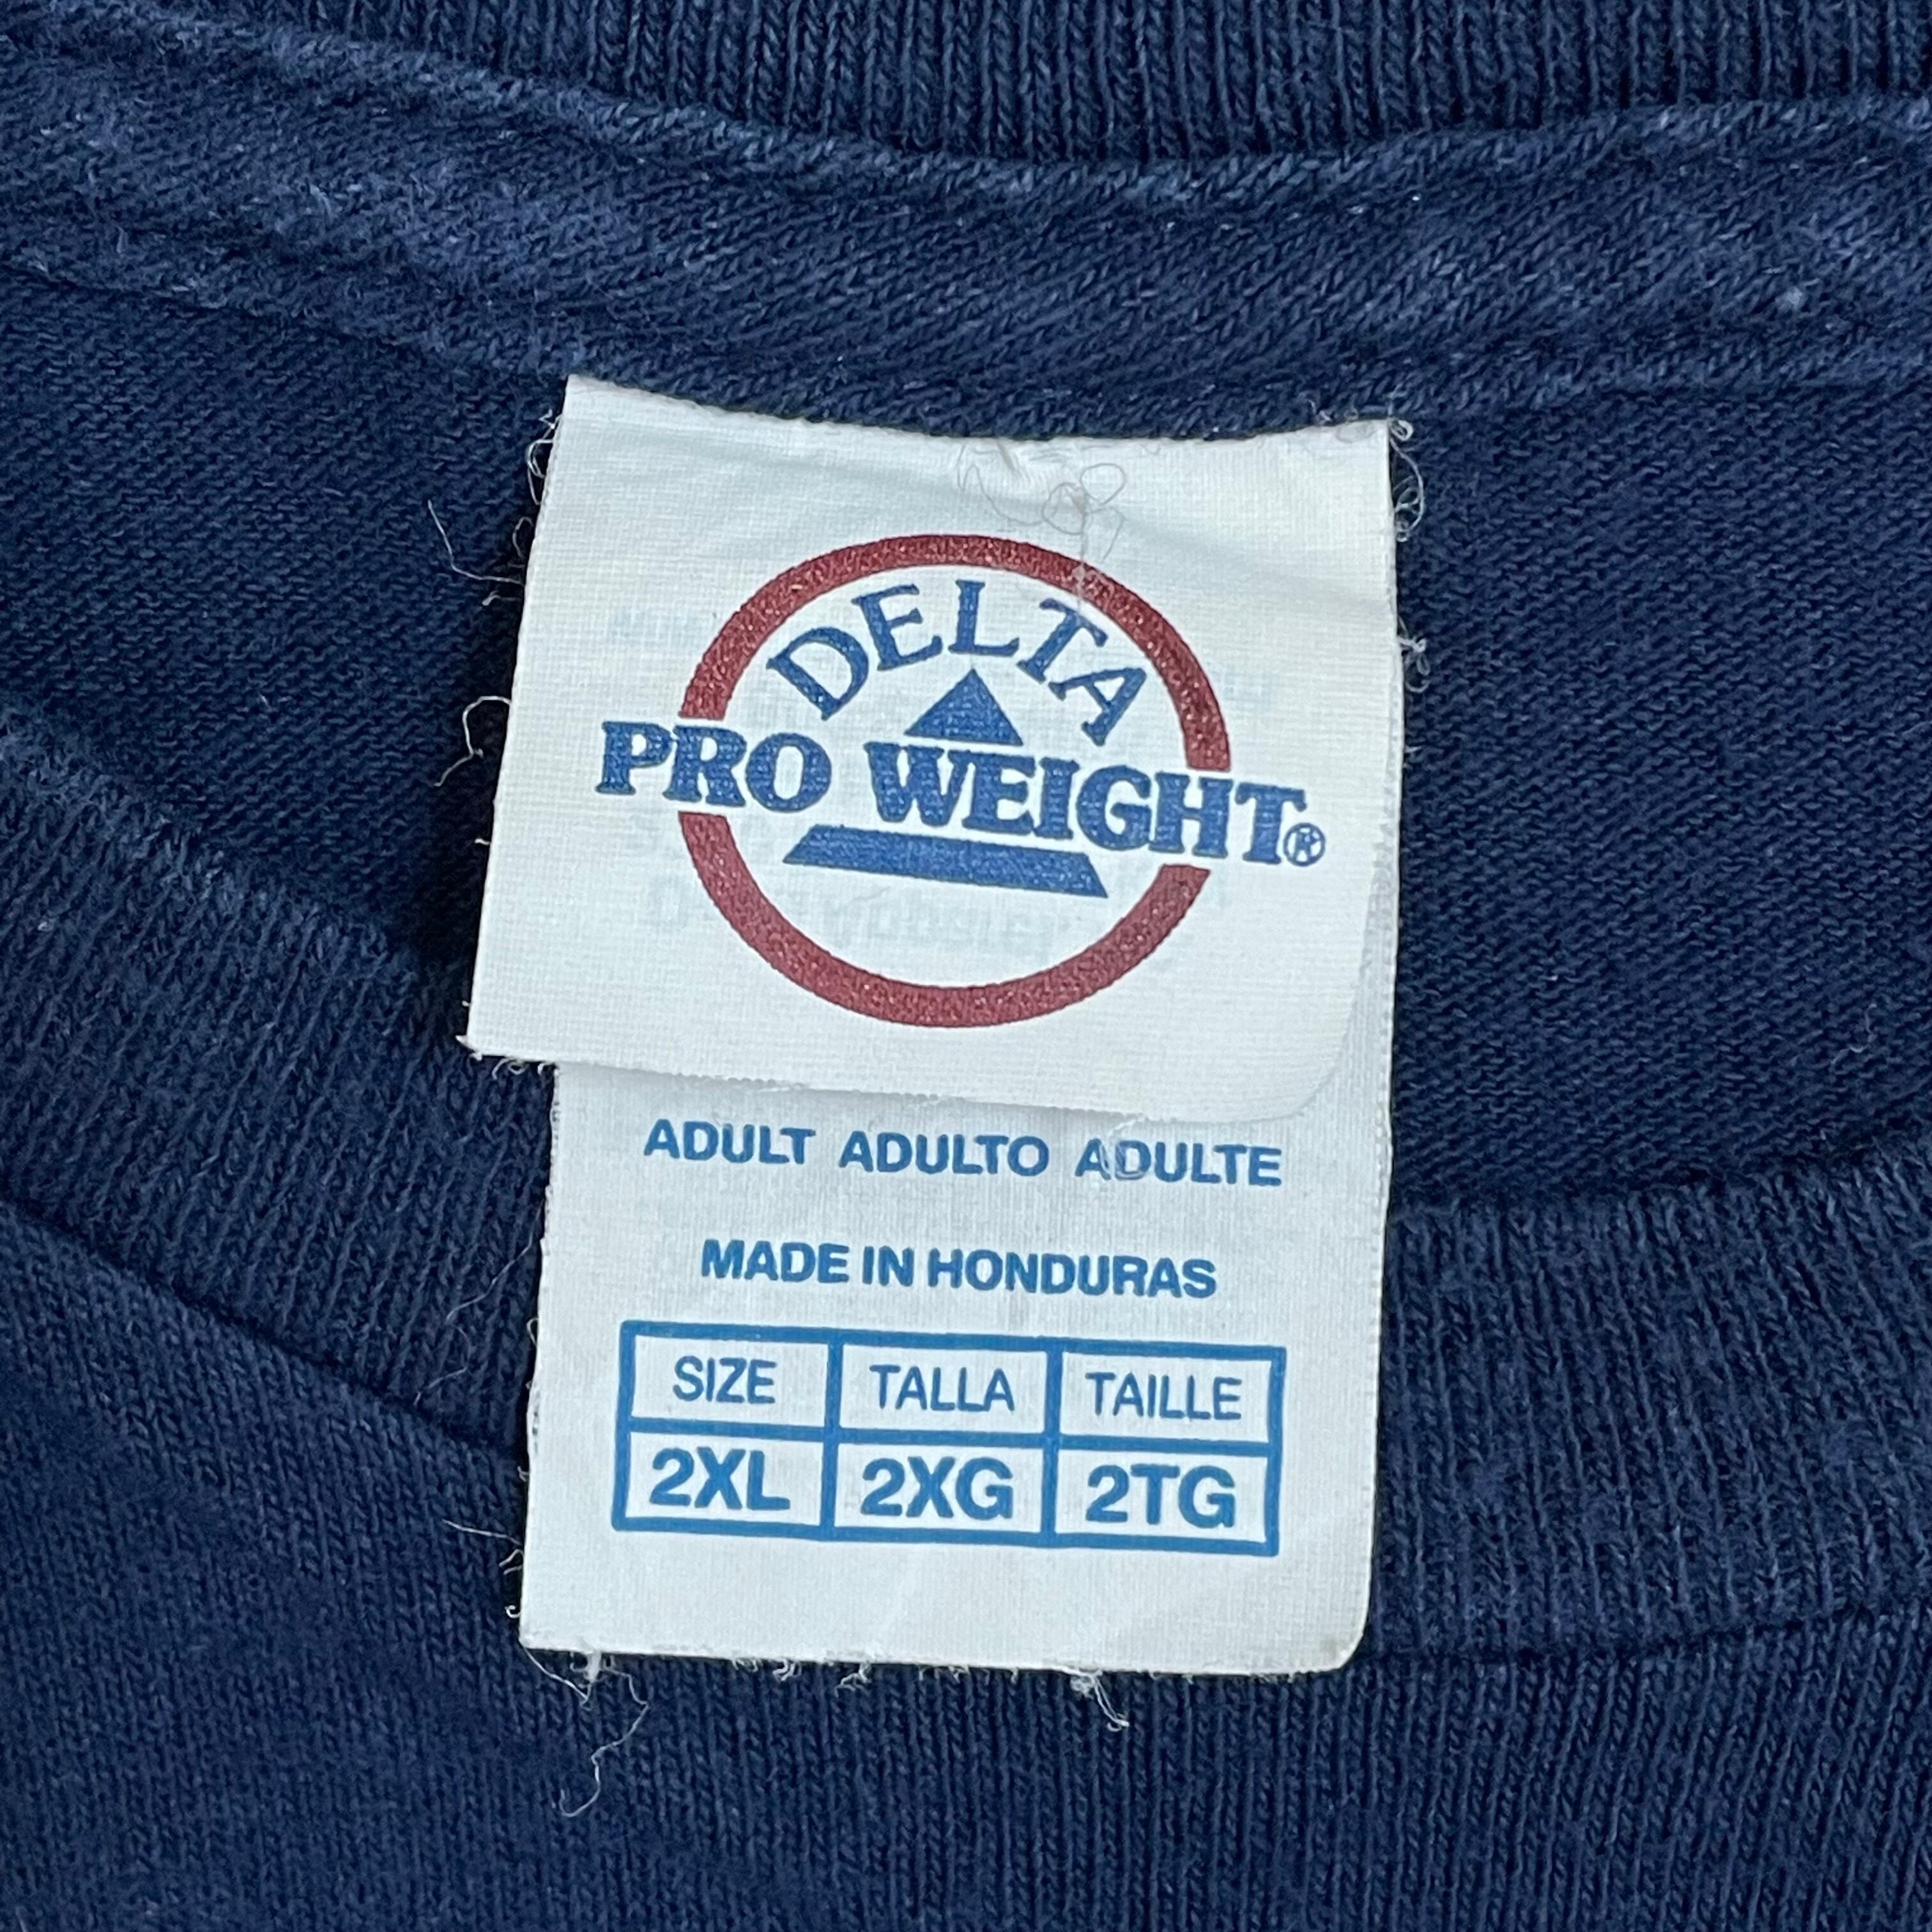 DELTA
PRO WEIGHT®
ADULT ADULTO ADULTE
MADE IN HONDURAS
SIZE TALLA TAILLE
2XL 2XG 2TG